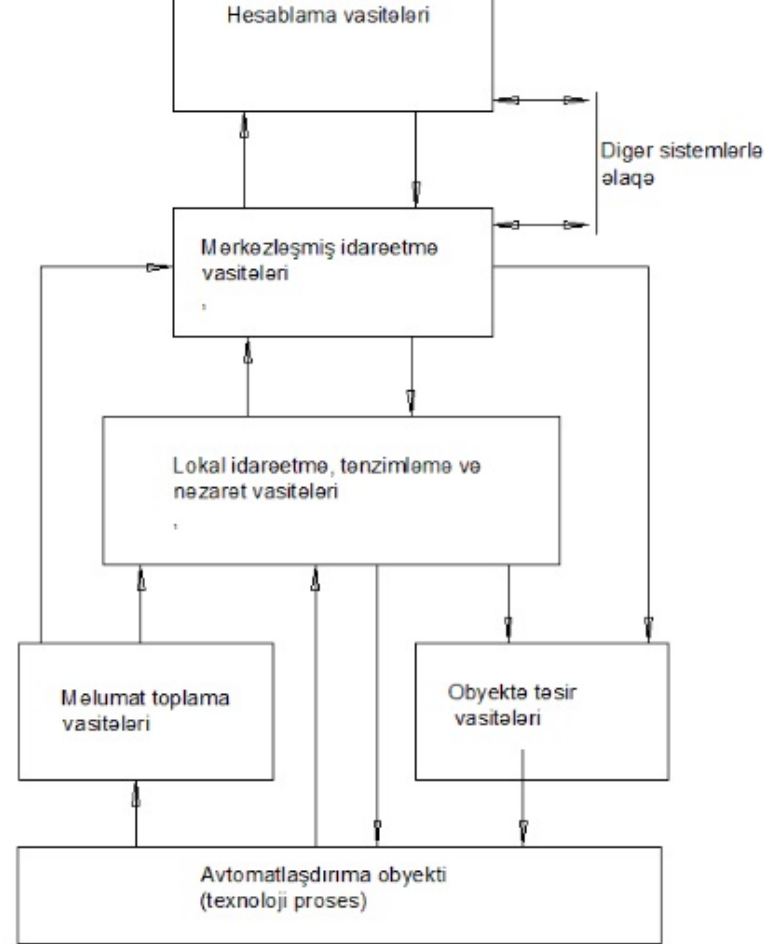 Hesablama vasitələri
Digər sistemlərlə
əlaqə
Mərkəzləşmiş idarəetmə
vasitələri
,
Lokal idarəetmə, tənzimləmə və
nəzarət vasitələri
,
Məlumat toplama
vasitələri
Obyektə təsir
vasitələri
Avtomatlaşdırıma obyekti
(texnoloji proses)